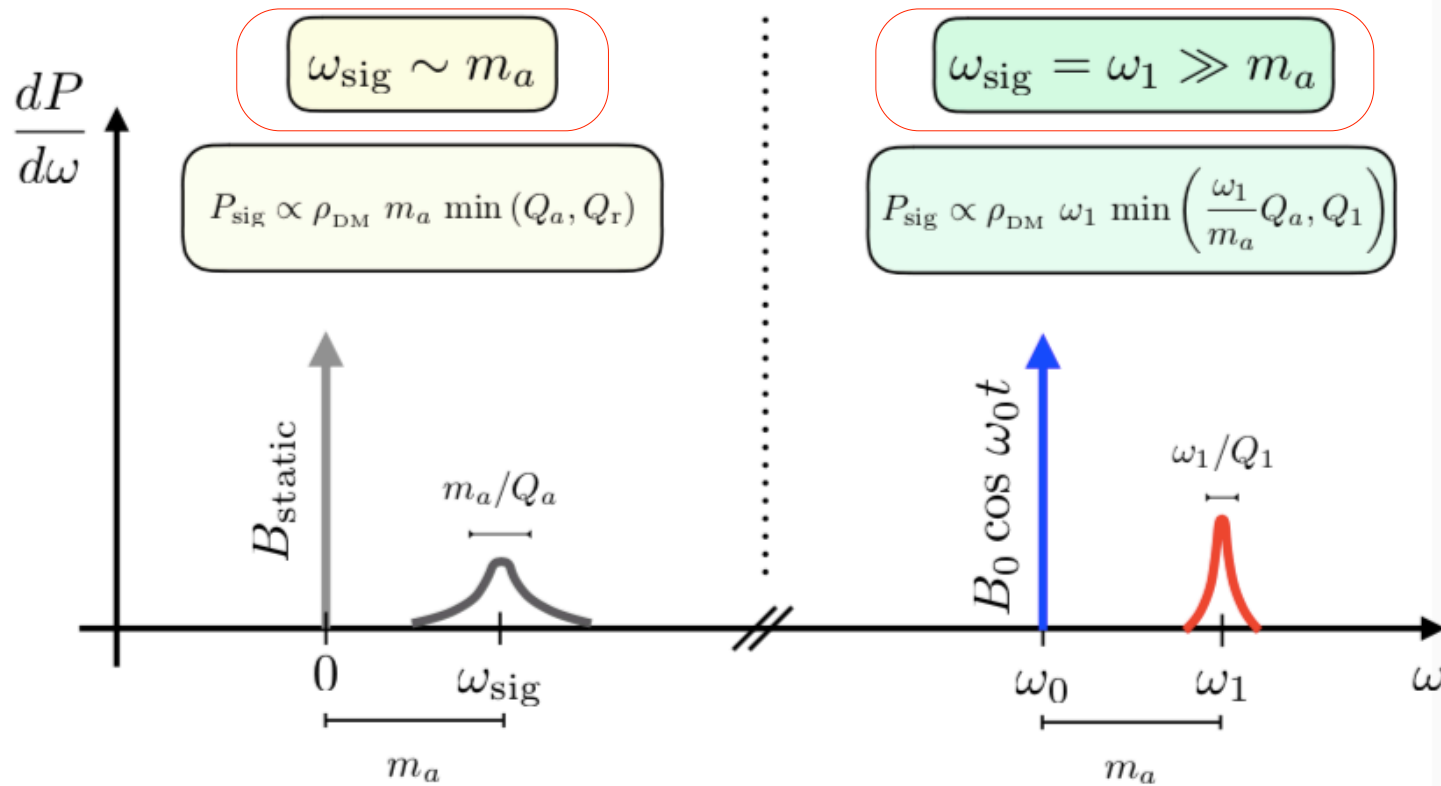 ω_sig ∼ m_a
ω_sig = ω_1 ≫ m_a
dP/dω
P_sig ∝ ρ_DM m_a min (Q_a, Q_r)
P_sig ∝ ρ_DM ω_1 min (ω_1/m_a Q_a, Q_1)
B_static
m_a/Q_a
B_0 cos ω_0 t
ω_1/Q_1
0
ω_sig
ω_0
ω_1
ω
m_a
m_a